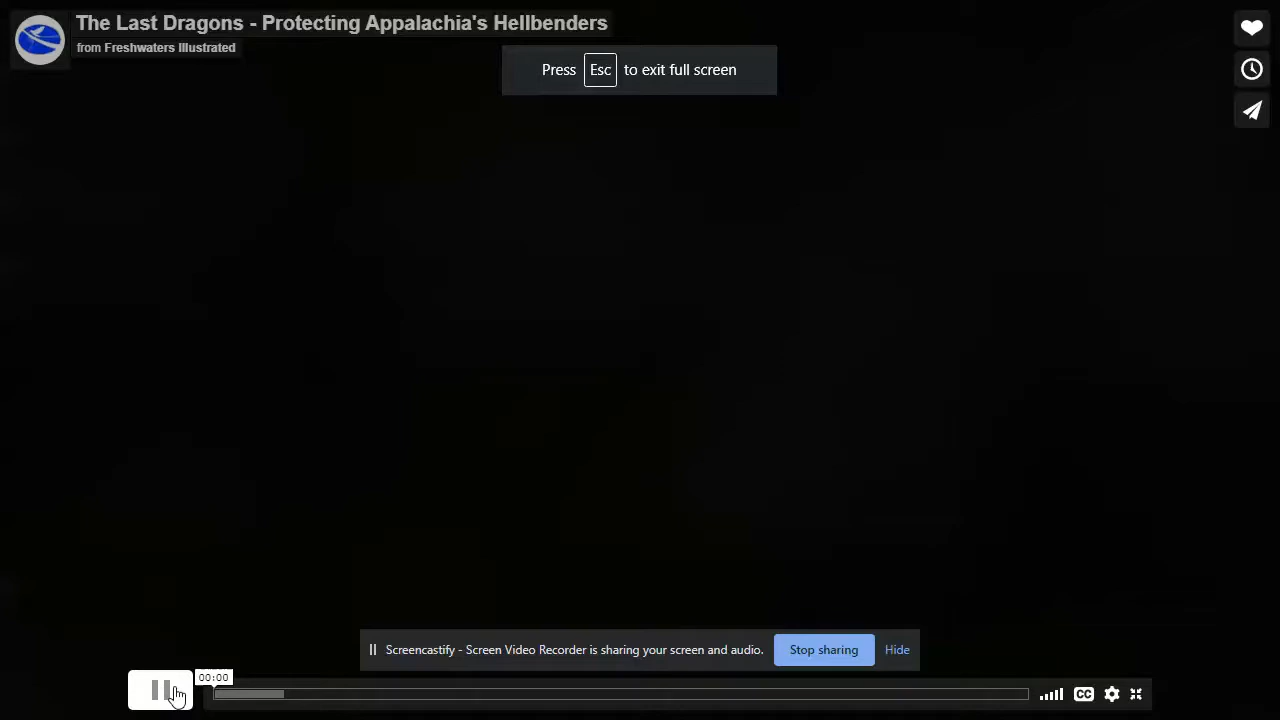 The Last Dragons - Protecting Appalachia's Hellbenders
from Freshwaters Illustrated
Press Esc to exit full screen
Screencastify - Screen Video Recorder is sharing your screen and audio. Stop sharing Hide
00:00
CC